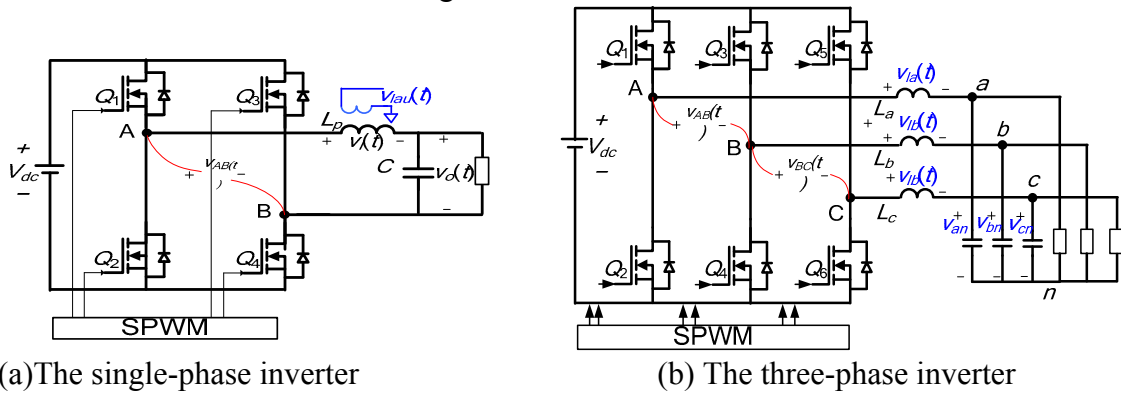 Q1
Q3
A
+
Vdc
−
Lp
vlau(t)
+ vl(t) −
+ vAB(t) −
C
+
vo(t)
−
B
Q2
Q4
SPWM
(a)The single-phase inverter
Q1
Q3
Q5
A
+
Vdc
−
+ vla(t) −
a
La
+ vAB(t) −
B
+ vlb(t) −
b
Lb
+ vBC(t) −
+ vlb(t) −
c
C
Lc
van+
vbn+
vcn+
− − −
n
Q2
Q4
Q6
SPWM
(b) The three-phase inverter